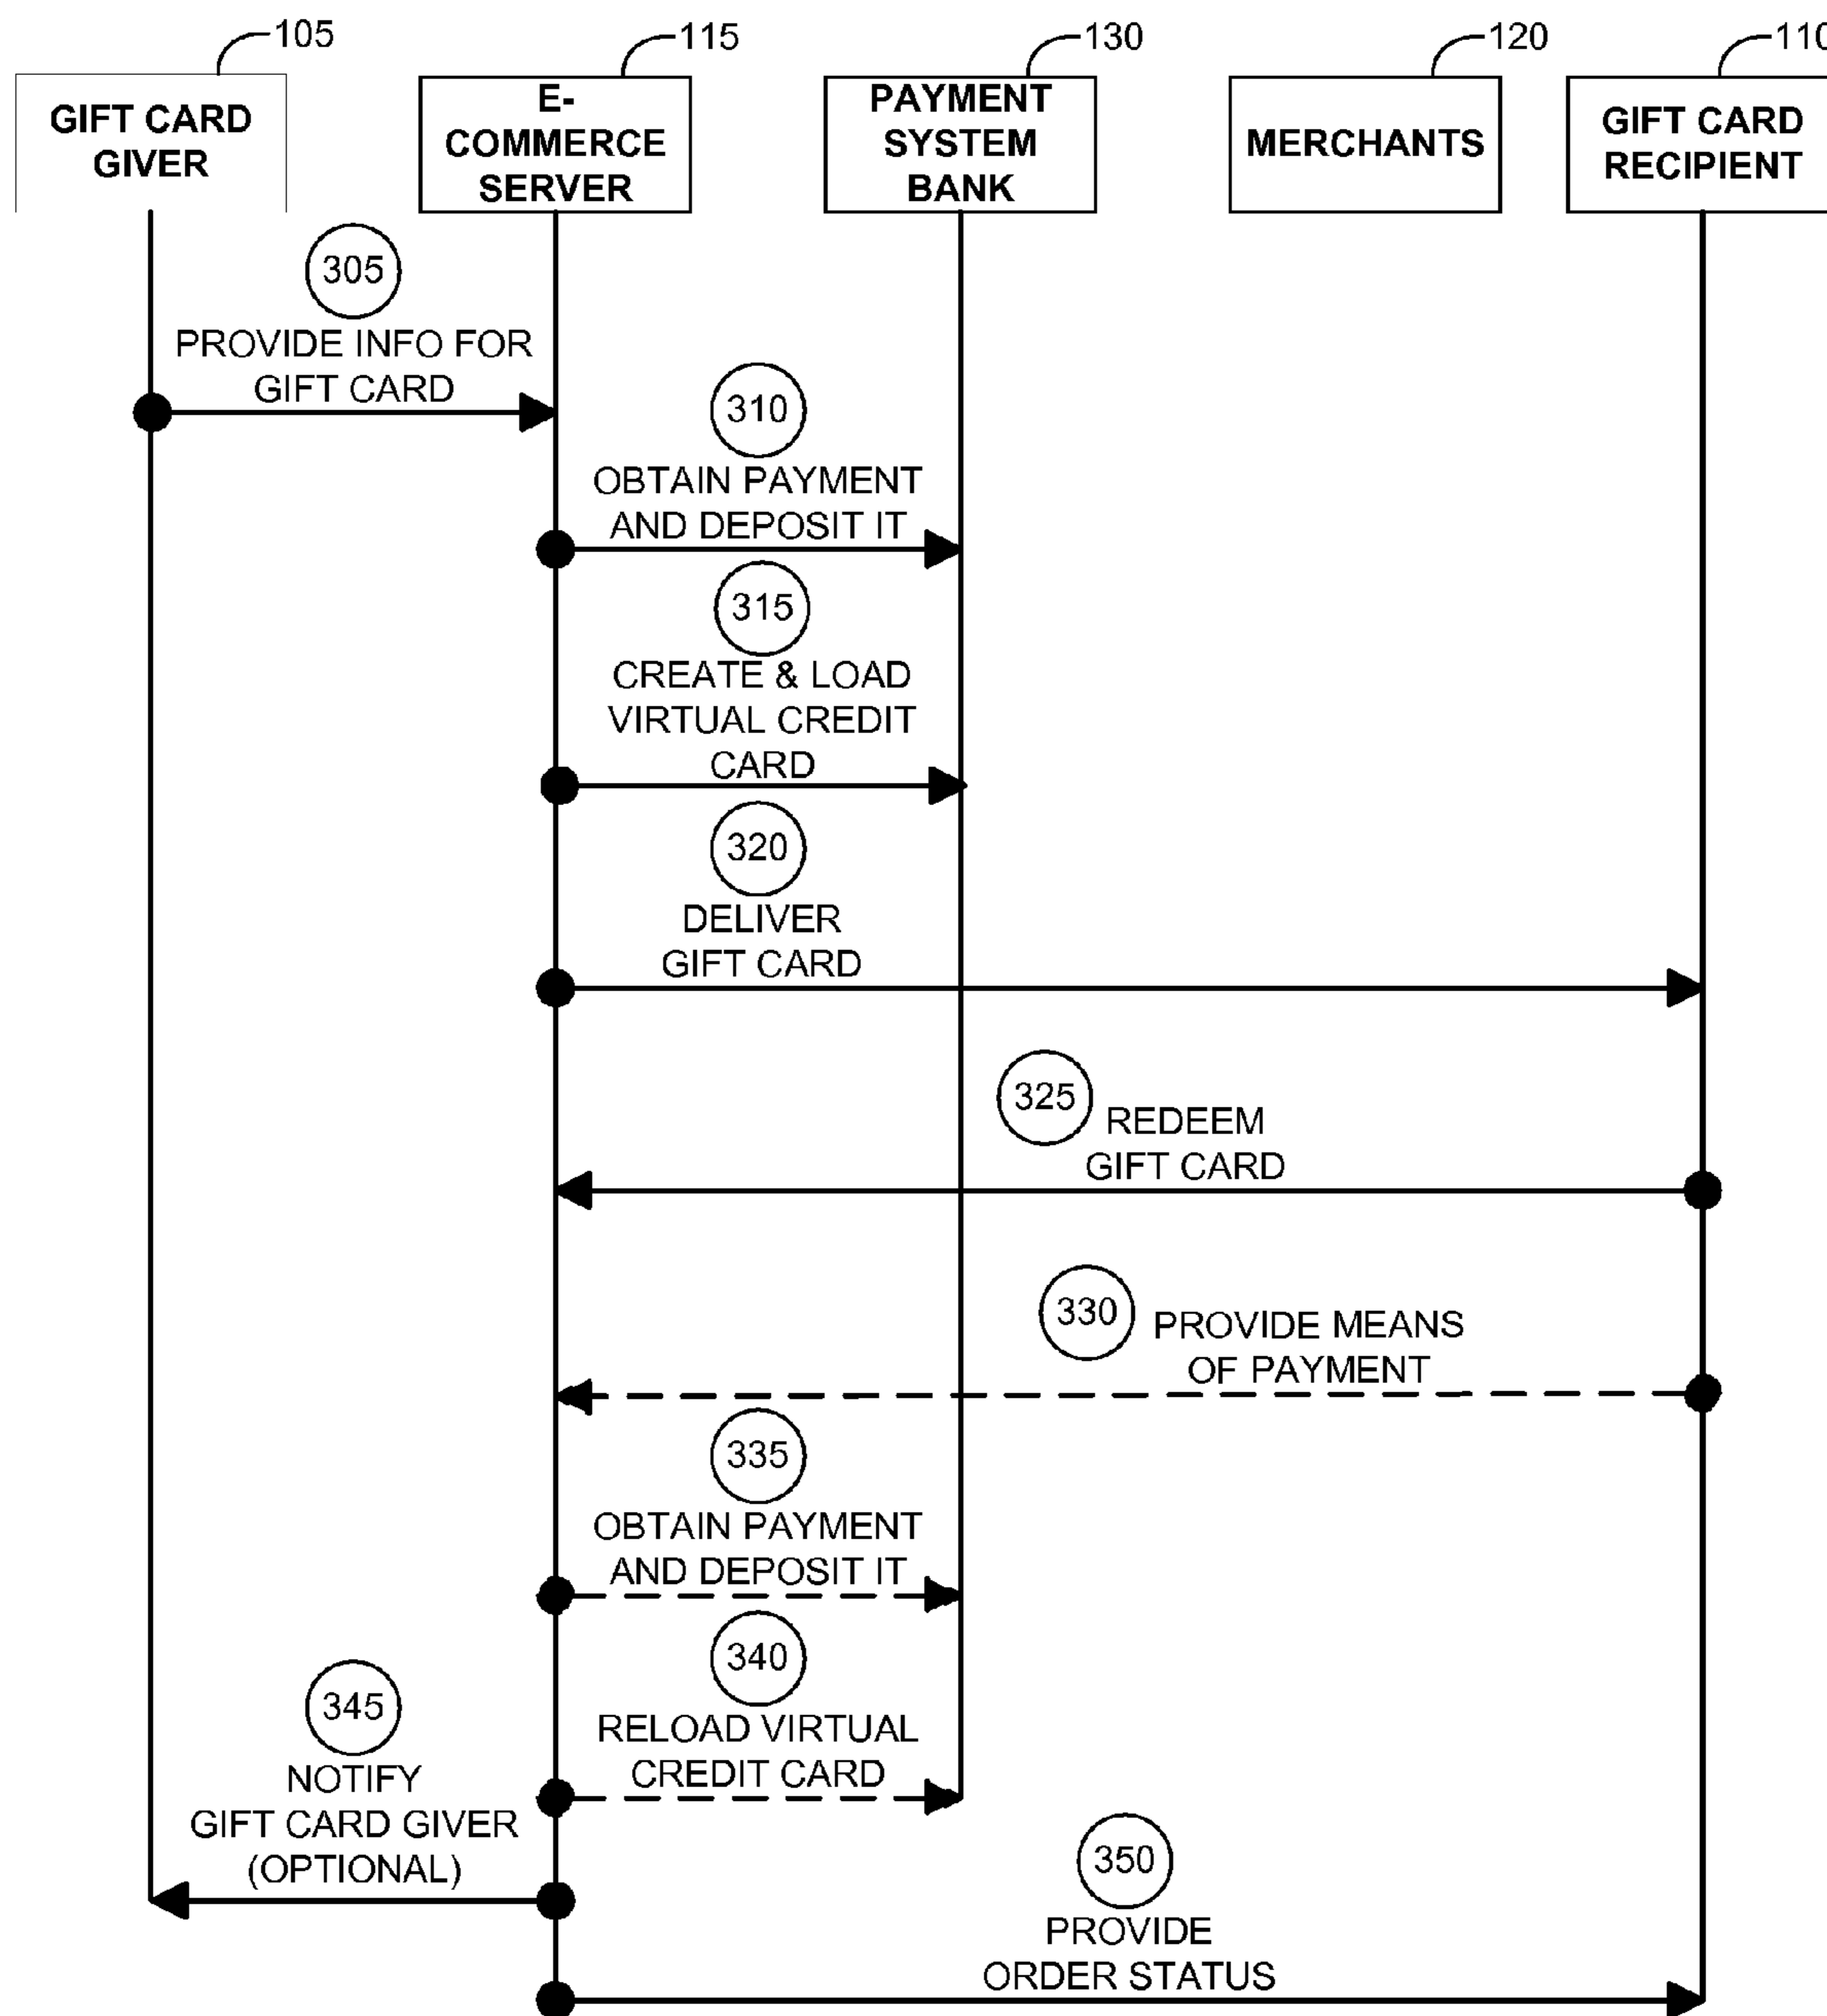 105
115
130
120
110
GIFT CARD
GIVER
E-
COMMERCE
SERVER
PAYMENT
SYSTEM
BANK
MERCHANTS
GIFT CARD
RECIPIENT
305
PROVIDE INFO FOR
GIFT CARD
310
OBTAIN PAYMENT
AND DEPOSIT IT
315
CREATE & LOAD
VIRTUAL CREDIT
CARD
320
DELIVER
GIFT CARD
325
REDEEM
GIFT CARD
330
PROVIDE MEANS
OF PAYMENT
335
OBTAIN PAYMENT
AND DEPOSIT IT
340
RELOAD VIRTUAL
CREDIT CARD
345
NOTIFY
GIFT CARD GIVER
(OPTIONAL)
350
PROVIDE
ORDER STATUS